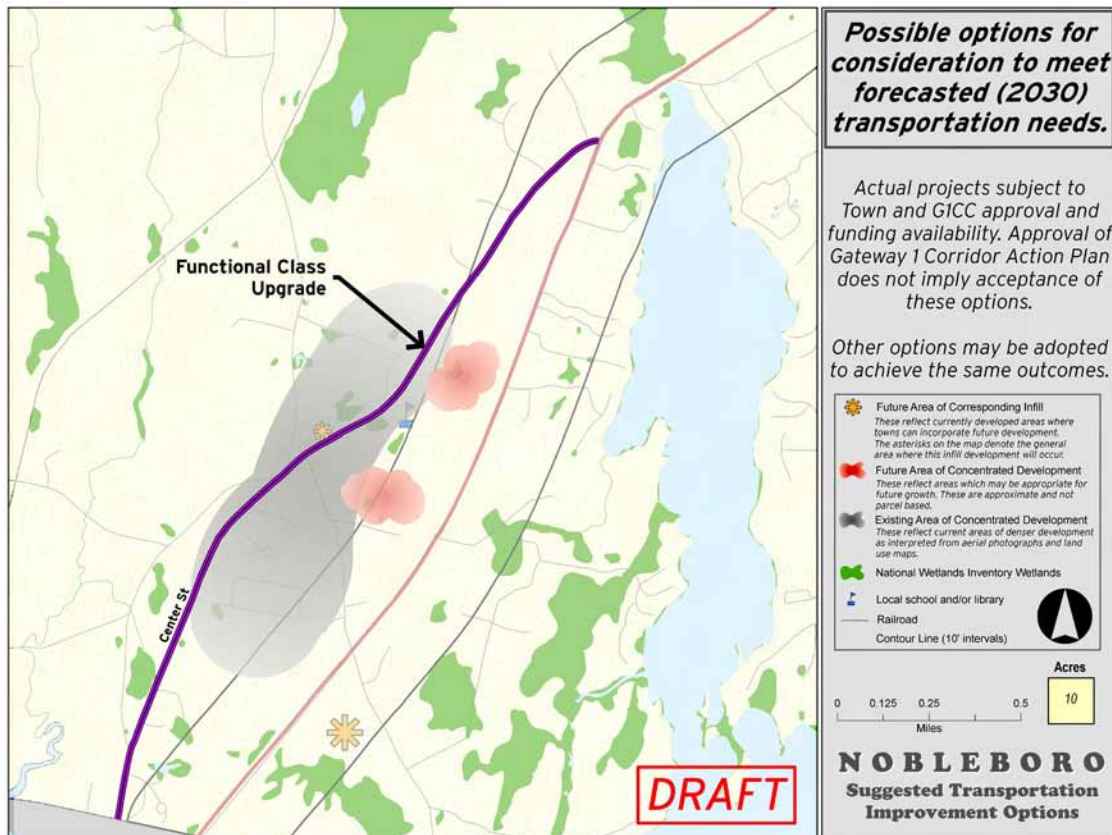 Functional Class
Upgrade
Center St
DRAFT
Possible options for
consideration to meet
forecasted (2030)
transportation needs.
Actual projects subject to
Town and G1CC approval and
funding availability. Approval of
Gateway 1 Corridor Action Plan
does not imply acceptance of
these options.
Other options may be adopted
to achieve the same outcomes.
Future Area of Corresponding Infill
These reflect currently developed areas where
towns can incorporate future development.
The asterisks on the map denote the general
area where this infill development will occur.
Future Area of Concentrated Development
These reflect areas which may be appropriate for
future growth. These are approximate and not
parcel based.
Existing Area of Concentrated Development
These reflect current areas of denser development
as interpreted from aerial photographs and land
use maps.
National Wetlands Inventory Wetlands
Local school and/or library
Railroad
Contour Line (10' intervals)
Acres
10
0 0.125 0.25 0.5
Miles
NOBLEBORO
Suggested Transportation
Improvement Options